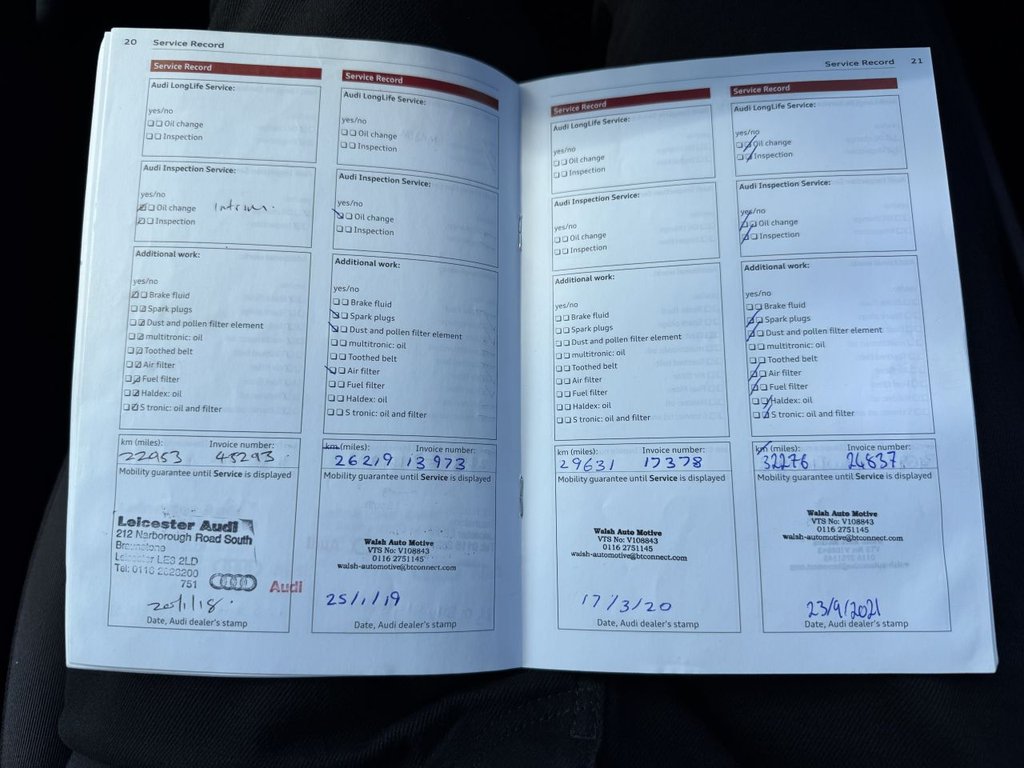 20 Service Record
Service Record
Audi LongLife Service:
yes/no
Oil change
Inspection
Audi Inspection Service:
yes/no
Oil change
Inspection
Additional work:
yes/no
Brake fluid
Spark plugs
Dust and pollen filter element
multitronic: oil
Toothed belt
Air filter
Fuel filter
Haldex: oil
S tronic: oil and filter
km (miles): Invoice number:
22953 45293
Mobility guarantee until Service is displayed
Leicester Audi
212 Narborough Road South
Braunstone
Leicester LE3 2LD
Tel: 0116 2820200
751
Audi
20/1/18.
Date, Audi dealer's stamp
Service Record
Audi LongLife Service:
yes/no
Oil change
Inspection
Audi Inspection Service:
yes/no
Oil change
Inspection
Additional work:
yes/no
Brake fluid
Spark plugs
Dust and pollen filter element
multitronic: oil
Toothed belt
Air filter
Fuel filter
Haldex: oil
S tronic: oil and filter
km (miles): Invoice number:
26219 13973
Mobility guarantee until Service is displayed
Walsh Auto Motive
VTS No: V108843
0116 2751145
walsh-automotive@btconnect.com
25/1/19
Date, Audi dealer's stamp
Service Record 21
Service Record
Audi LongLife Service:
yes/no
Oil change
Inspection
Audi Inspection Service:
yes/no
Oil change
Inspection
Additional work:
yes/no
Brake fluid
Spark plugs
Dust and pollen filter element
multitronic: oil
Toothed belt
Air filter
Fuel filter
Haldex: oil
S tronic: oil and filter
km (miles): Invoice number:
29631 17378
Mobility guarantee until Service is displayed
Walsh Auto Motive
VTS No: V108843
0116 2751145
walsh-automotive@btconnect.com
17/3/20
Date, Audi dealer's stamp
Service Record
Audi LongLife Service:
yes/no
Oil change
Inspection
Audi Inspection Service:
yes/no
Oil change
Inspection
Additional work:
yes/no
Brake fluid
Spark plugs
Dust and pollen filter element
multitronic: oil
Toothed belt
Air filter
Fuel filter
Haldex: oil
S tronic: oil and filter
km (miles): Invoice number:
32276 24837
Mobility guarantee until Service is displayed
Walsh Auto Motive
VTS No: V108843
0116 2751145
walsh-automotive@btconnect.com
23/9/2021
Date, Audi dealer's stamp